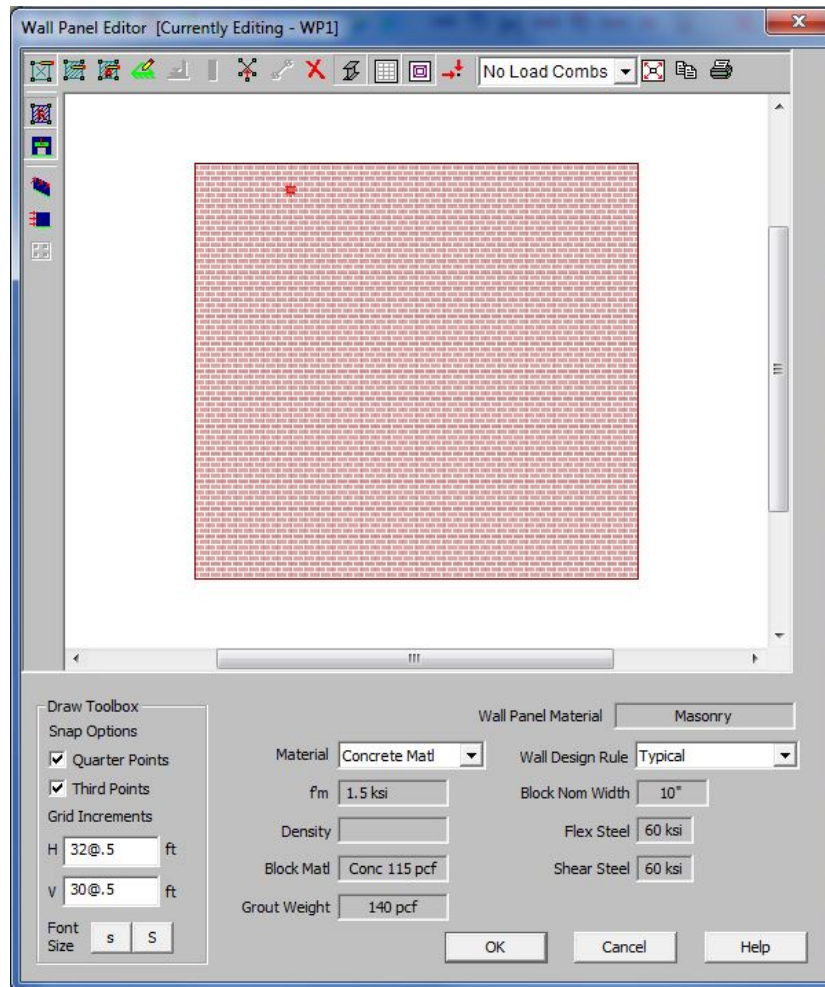 Wall Panel Editor [Currently Editing - WP1]
No Load Combs
Draw Toolbox
Snap Options
Quarter Points
Third Points
Grid Increments
H 32@.5 ft
V 30@.5 ft
Font Size s S
Wall Panel Material Masonry
Material Concrete Matl
Wall Design Rule Typical
f'm 1.5 ksi
Block Nom Width 10"
Density
Flex Steel 60 ksi
Block Matl Conc 115 pcf
Shear Steel 60 ksi
Grout Weight 140 pcf
OK Cancel Help